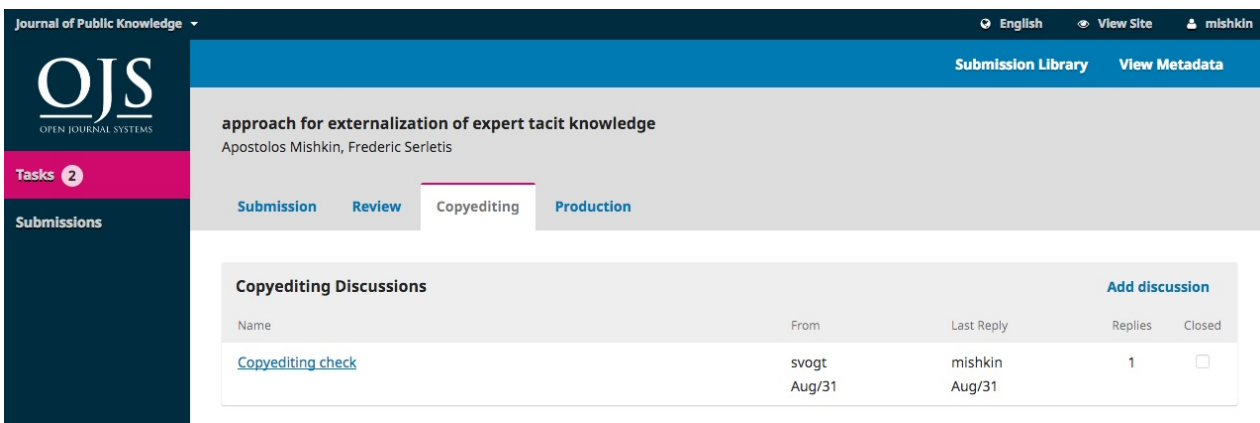 Journal of Public Knowledge
English View Site mishkin
OJS
OPEN JOURNAL SYSTEMS
Submission Library View Metadata
approach for externalization of expert tacit knowledge
Apostolos Mishkin, Frederic Serletis
Tasks 2
Submissions
Submission Review Copyediting Production
Copyediting Discussions Add discussion
Name From Last Reply Replies Closed
Copyediting check svogt mishkin 1
Aug/31 Aug/31